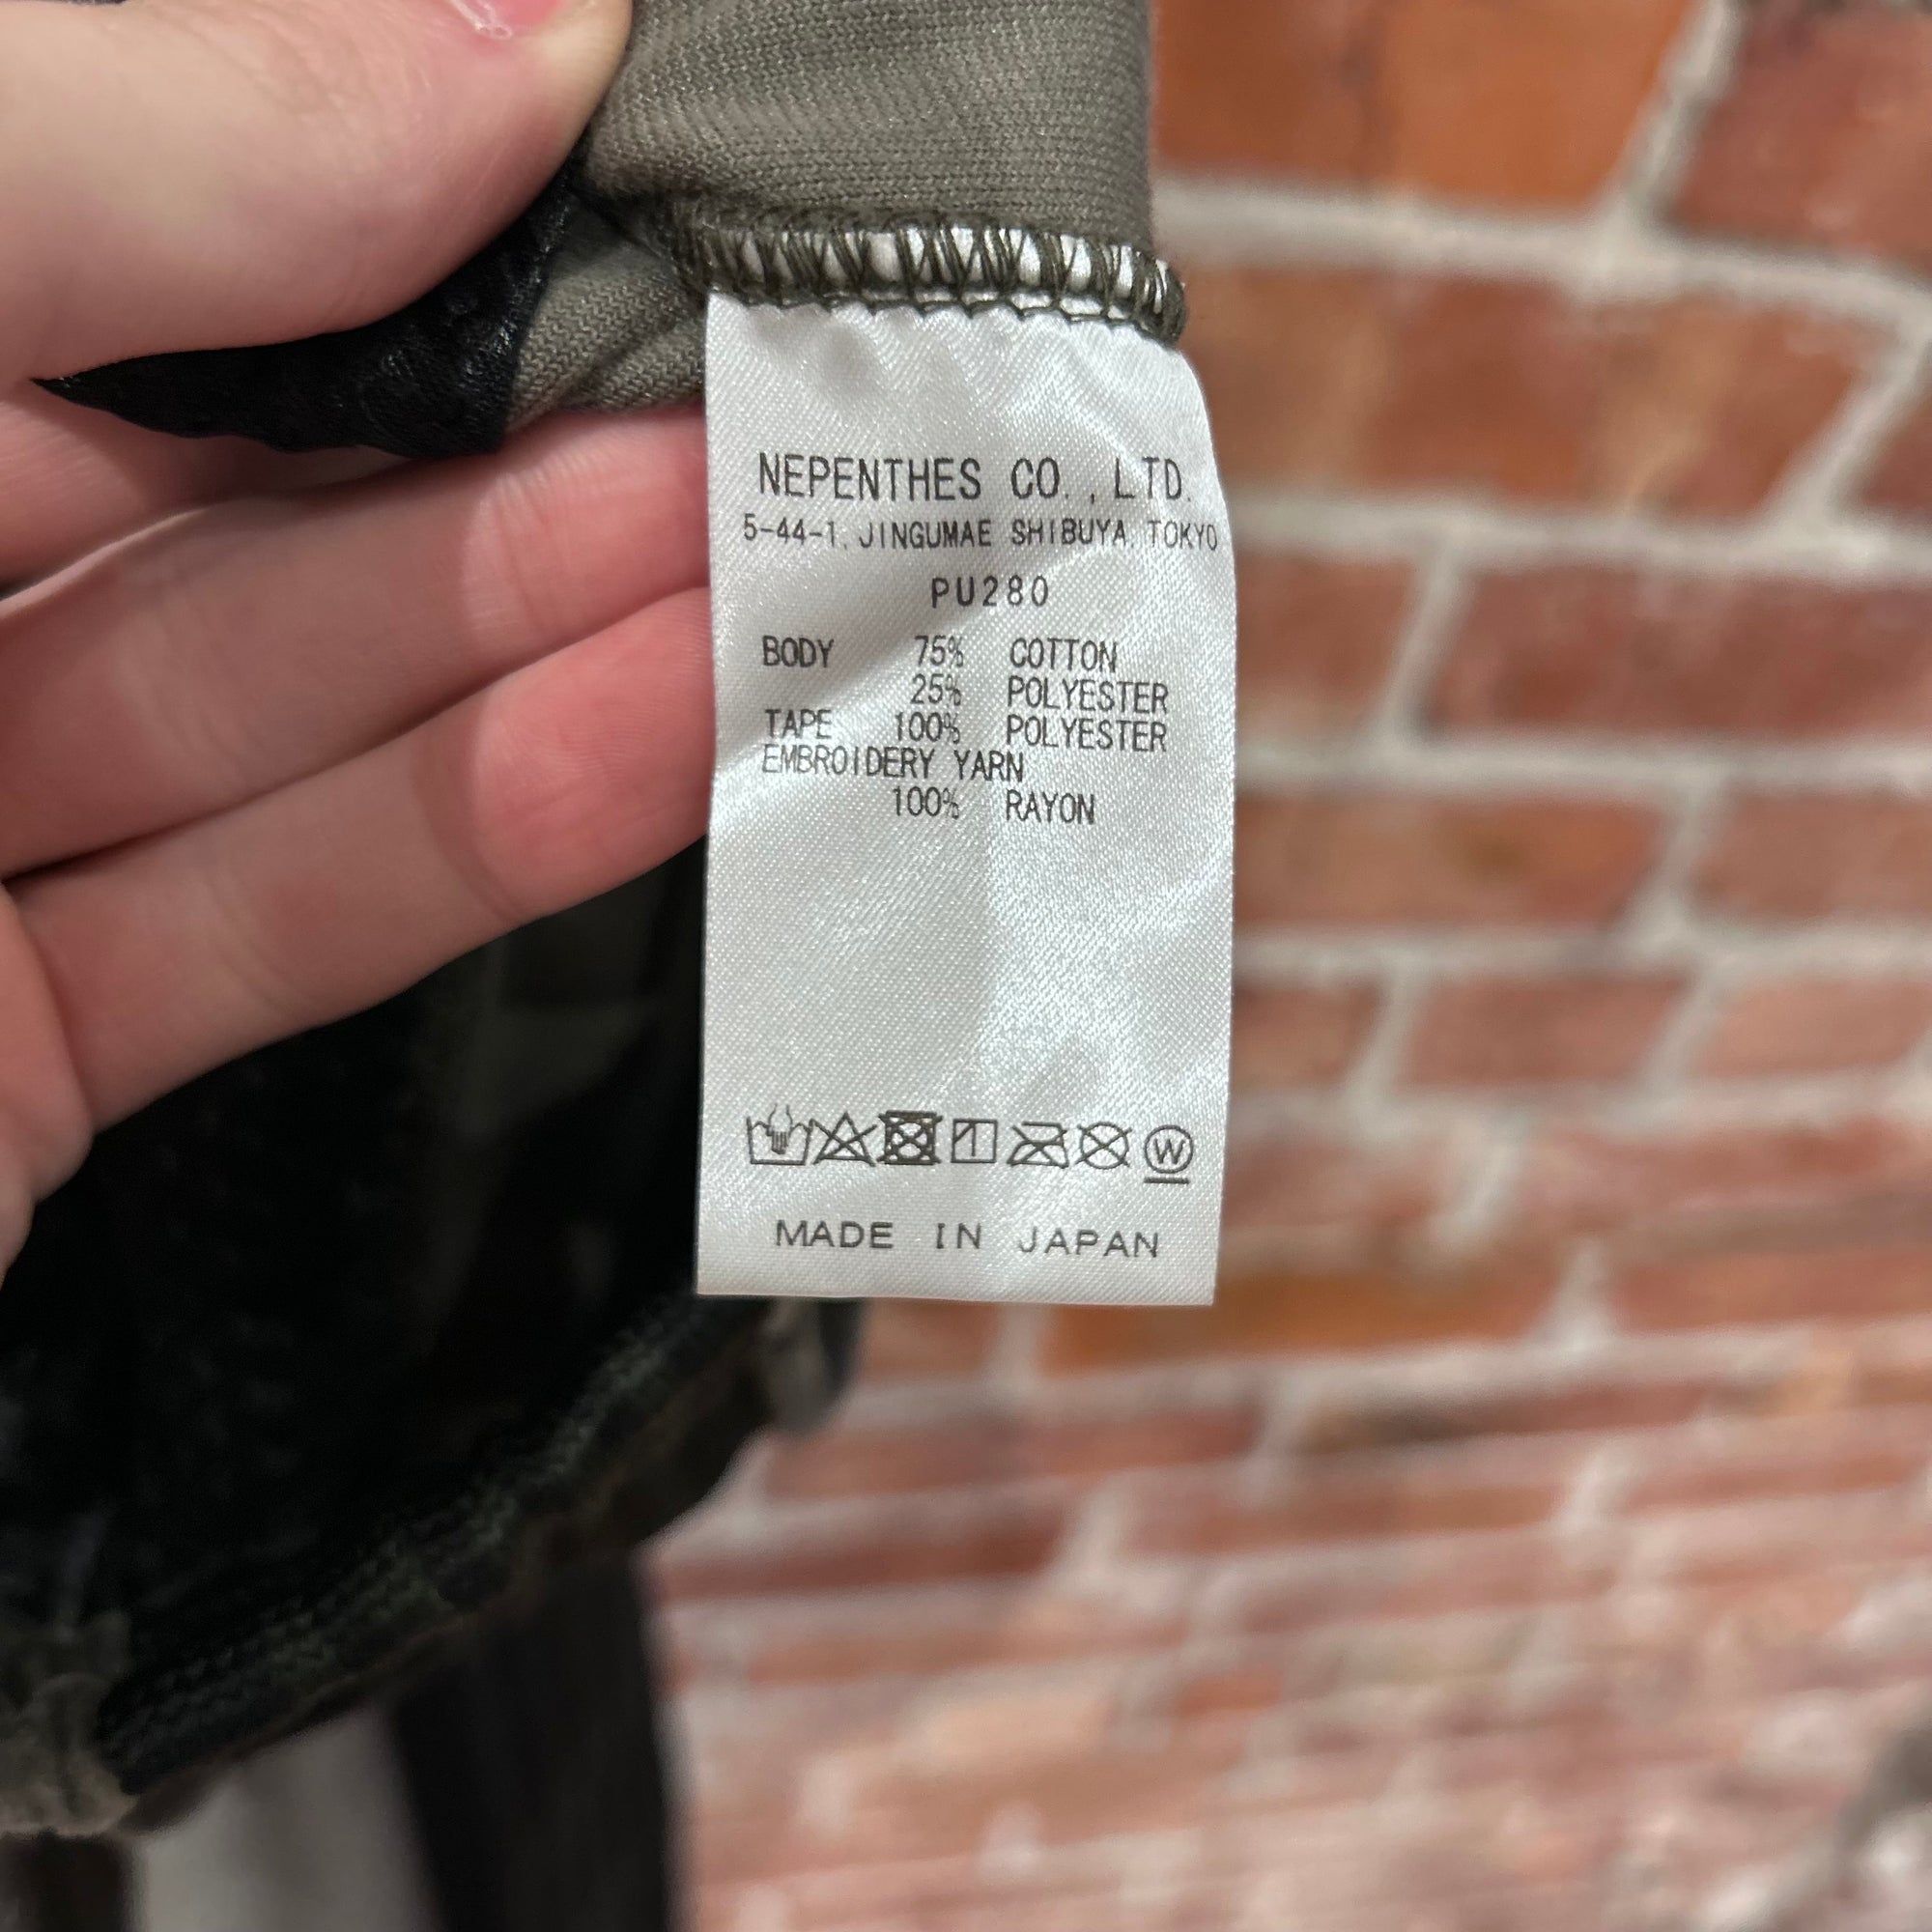 NEPENTHES CO.,LTD.
5-44-1, JINGUMAE SHIBUYA, TOKYO
PU280
BODY 75% COTTON
25% POLYESTER
TAPE 100% POLYESTER
EMBROIDERY YARN
100% RAYON
W
MADE IN JAPAN